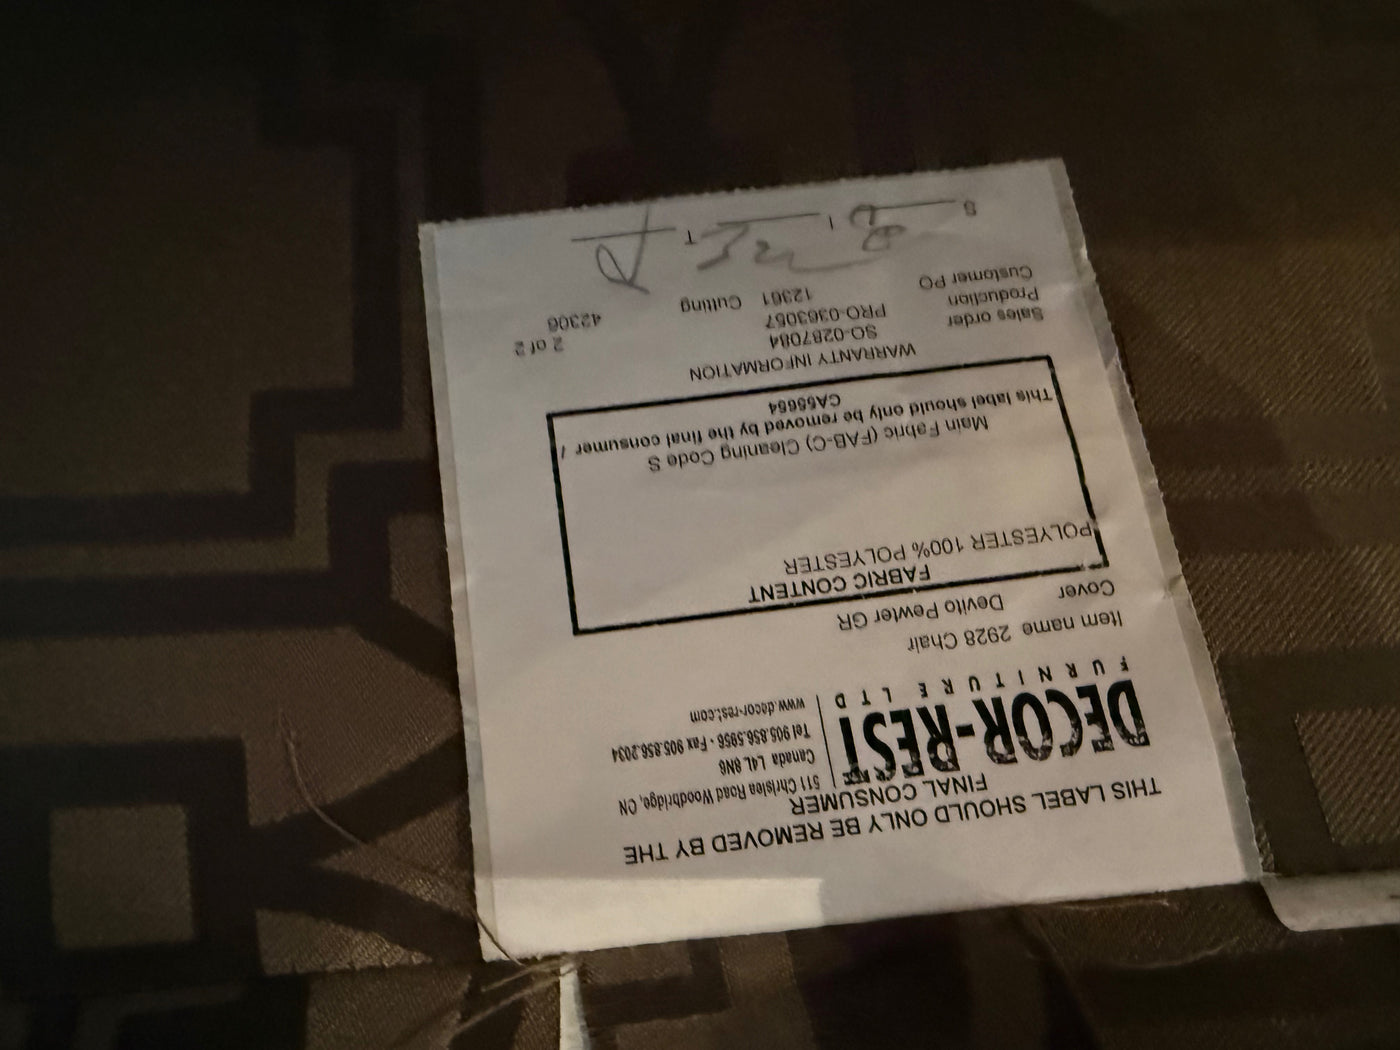 THIS LABEL SHOULD ONLY BE REMOVED BY THE
FINAL CONSUMER
DECOR-REST
FURNITURE LTD
511 Chrislea Road Woodbridge, ON
Canada L4L 8N6
Tel 905.856.5956 · Fax 905.856.2034
www.decor-rest.com
Item name 2928 Chair
Cover Devito Pewter GR
FABRIC CONTENT
POLYESTER 100% POLYESTER
Main Fabric (FAB-C) Cleaning Code S
This label should only be removed by the final consumer /
CA55664
WARRANTY INFORMATION
Sales order SO-0287084 2 of 2
Production PRO-0363057 42306
Customer PO 12361 Cutting
S I T